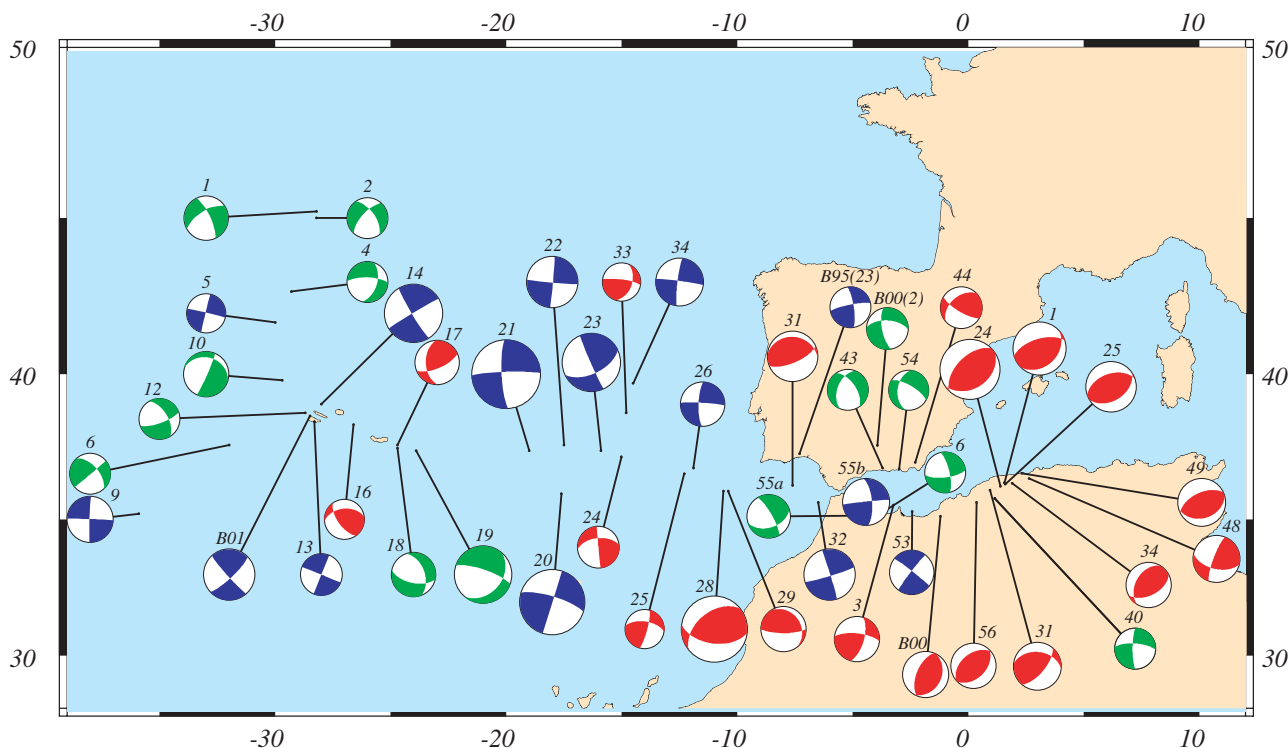 -30 -20 -10 0 10
50 50
1 2
4
5 14 22 33 34
B95(23) 44
B00(2)
10 17 21 23 31 24 1
43 54 25
40 40
12 26
6
9 55a 55b 6 49
B01 13 16 24 48
18 19 20 32 53 34
25 28 29 3 B00 56 31 40
30 30
-30 -20 -10 0 10